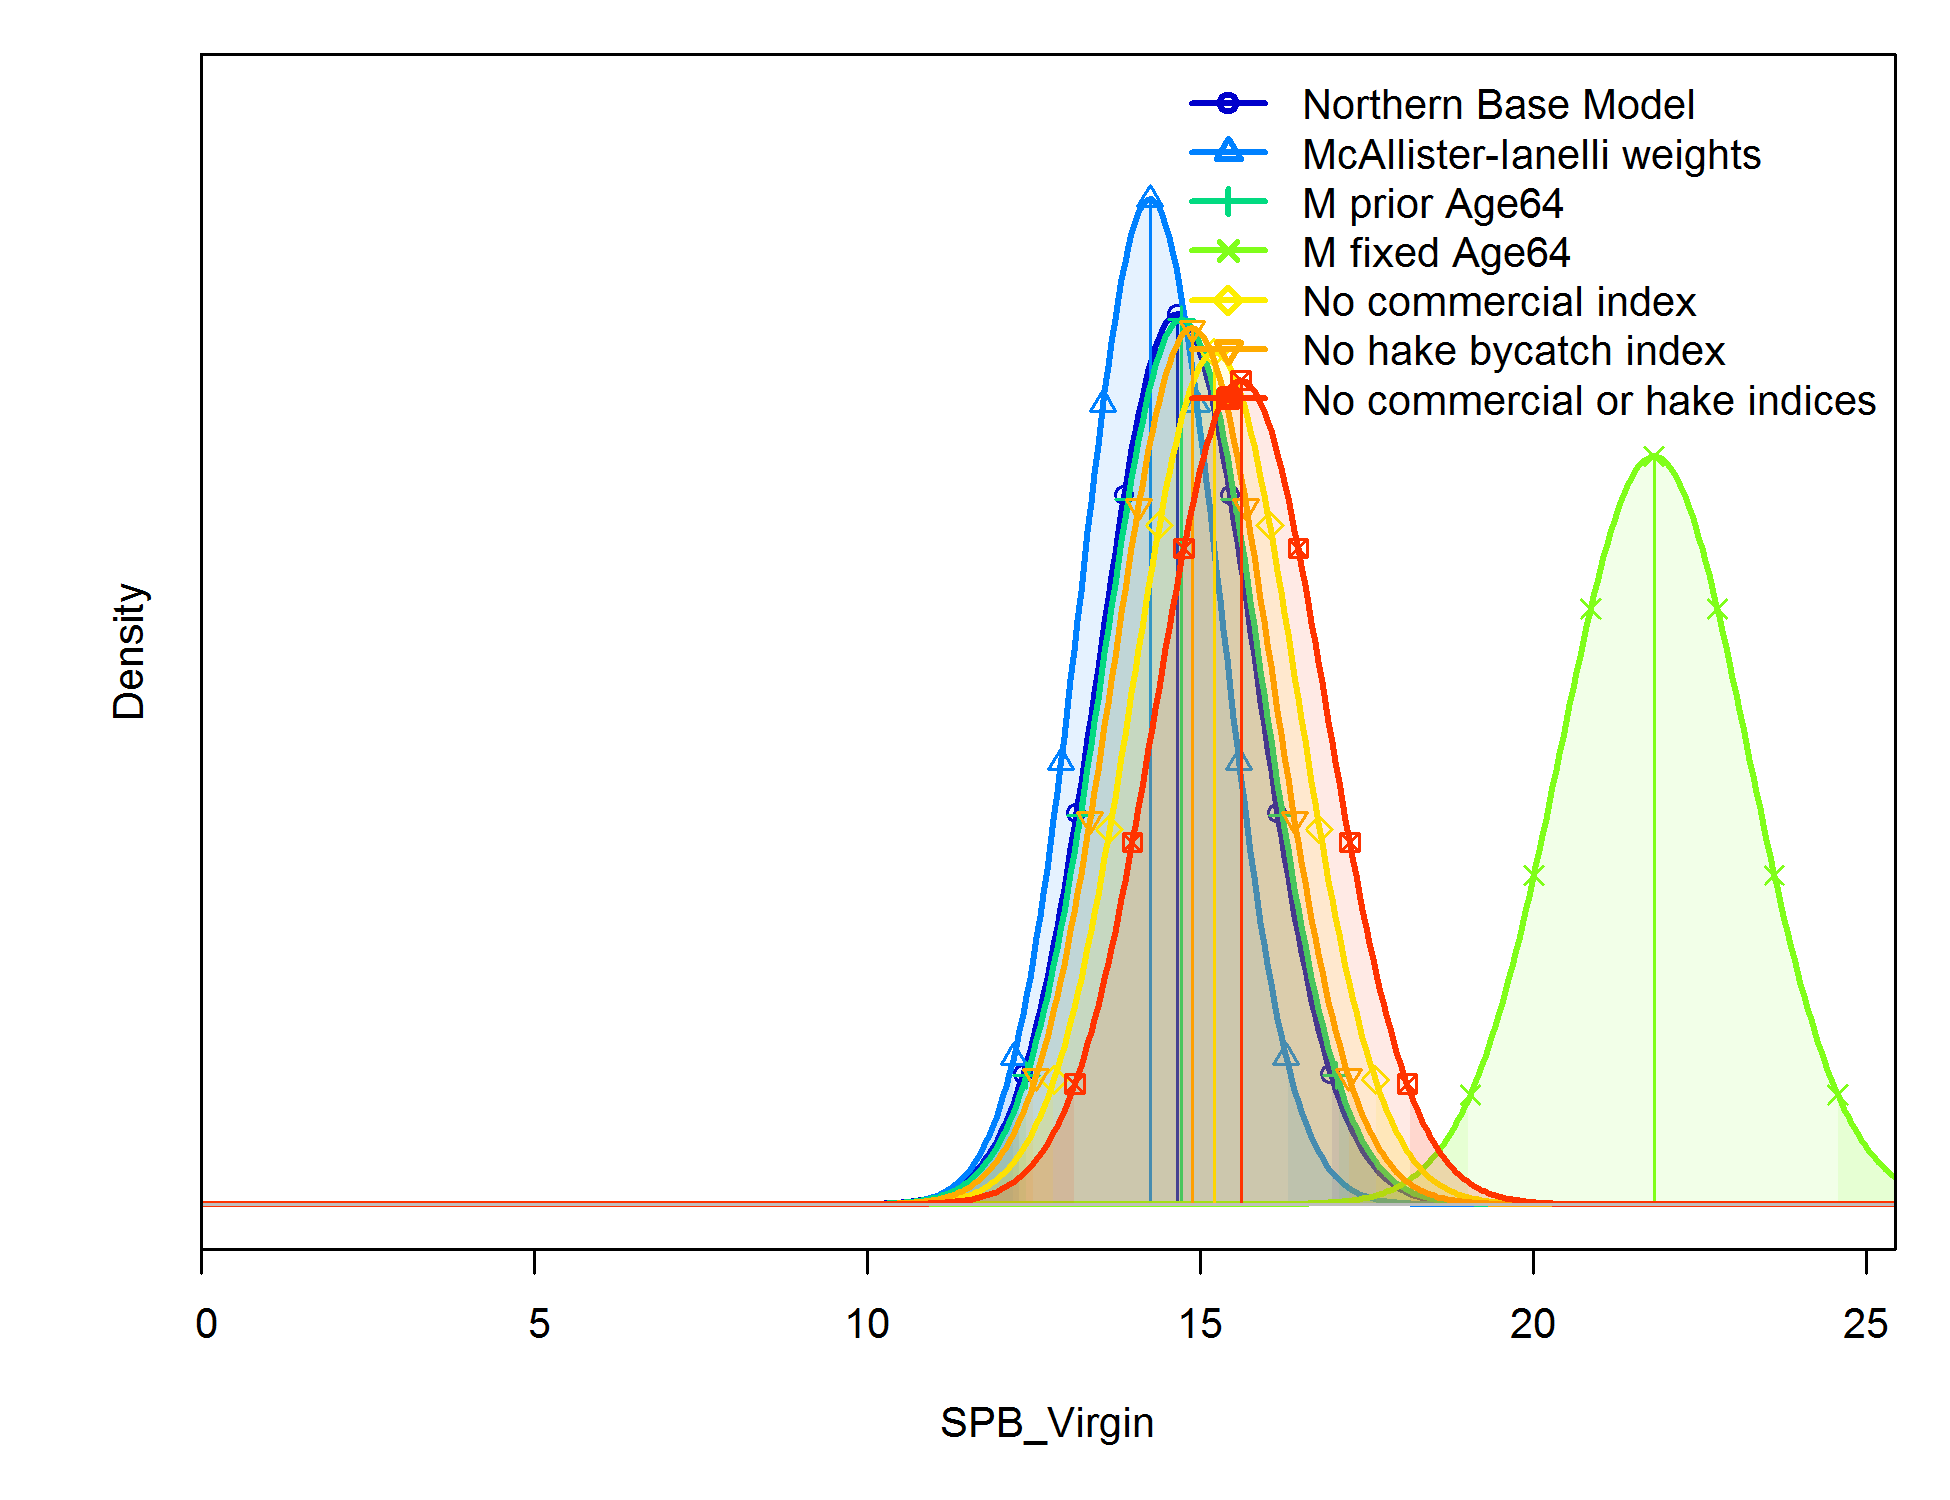 Northern Base Model
McAllister-Ianelli weights
M prior Age64
M fixed Age64
No commercial index
No hake bycatch index
No commercial or hake indices
Density
0 5 10 15 20 25
SPB_Virgin